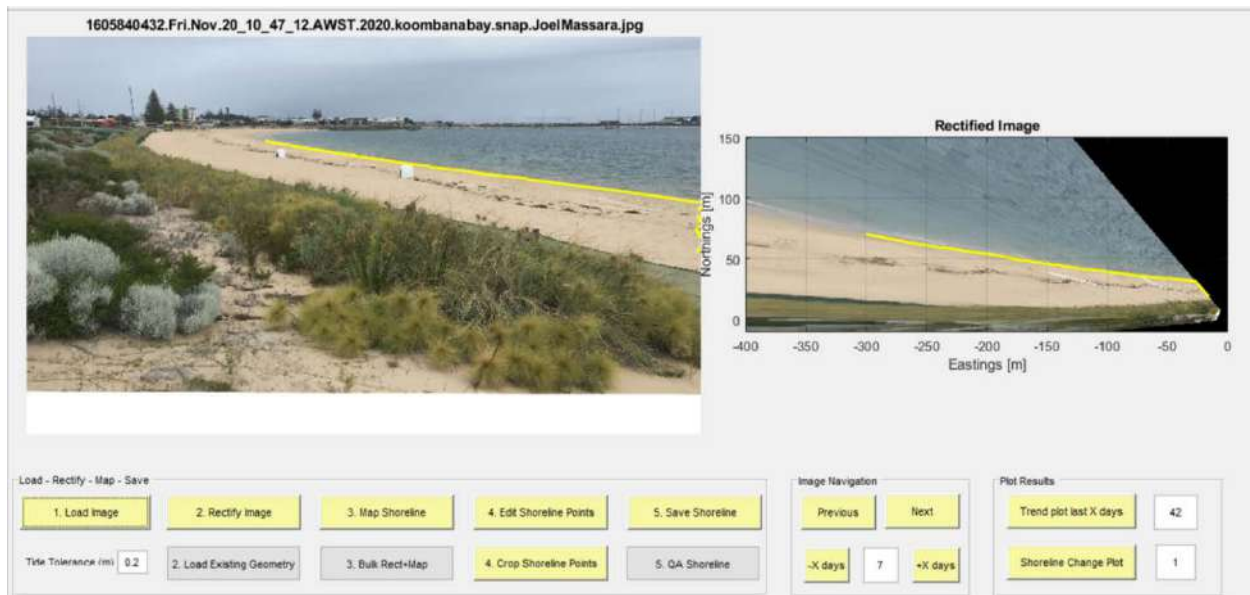 1605840432.Fri.Nov.20_10_47_12.AWST.2020.koombanabay.snap.JoelMassara.jpg
Rectified Image
150
100
50
0
Northings [m]
-400 -350 -300 -250 -200 -150 -100 -50 0
Eastings [m]
Load - Rectify - Map - Save
1. Load Image 2. Rectify Image 3. Map Shoreline 4. Edit Shoreline Points 5. Save Shoreline
Tide Tolerance (m) 0.2 2. Load Existing Geometry 3. Bulk Rect+Map 4. Crop Shoreline Points 5. QA Shoreline
Image Navigation
Previous Next
-X days 7 +X days
Plot Results
Trend plot last X days 42
Shoreline Change Plot 1